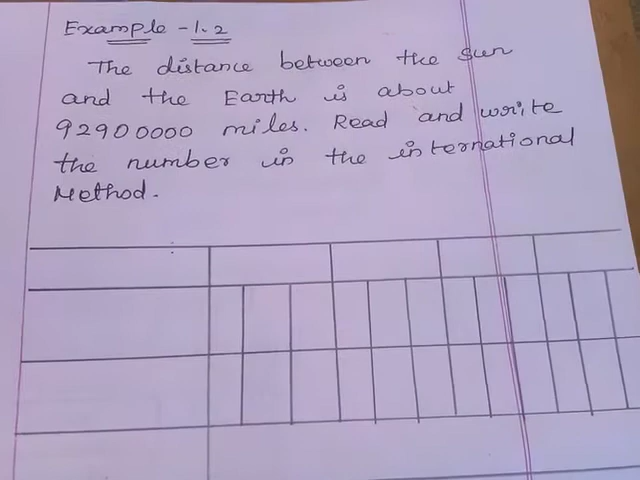 Example - 1.2
The distance between the Sun
and the Earth is about
92900000 miles. Read and write
the number in the international
Method.